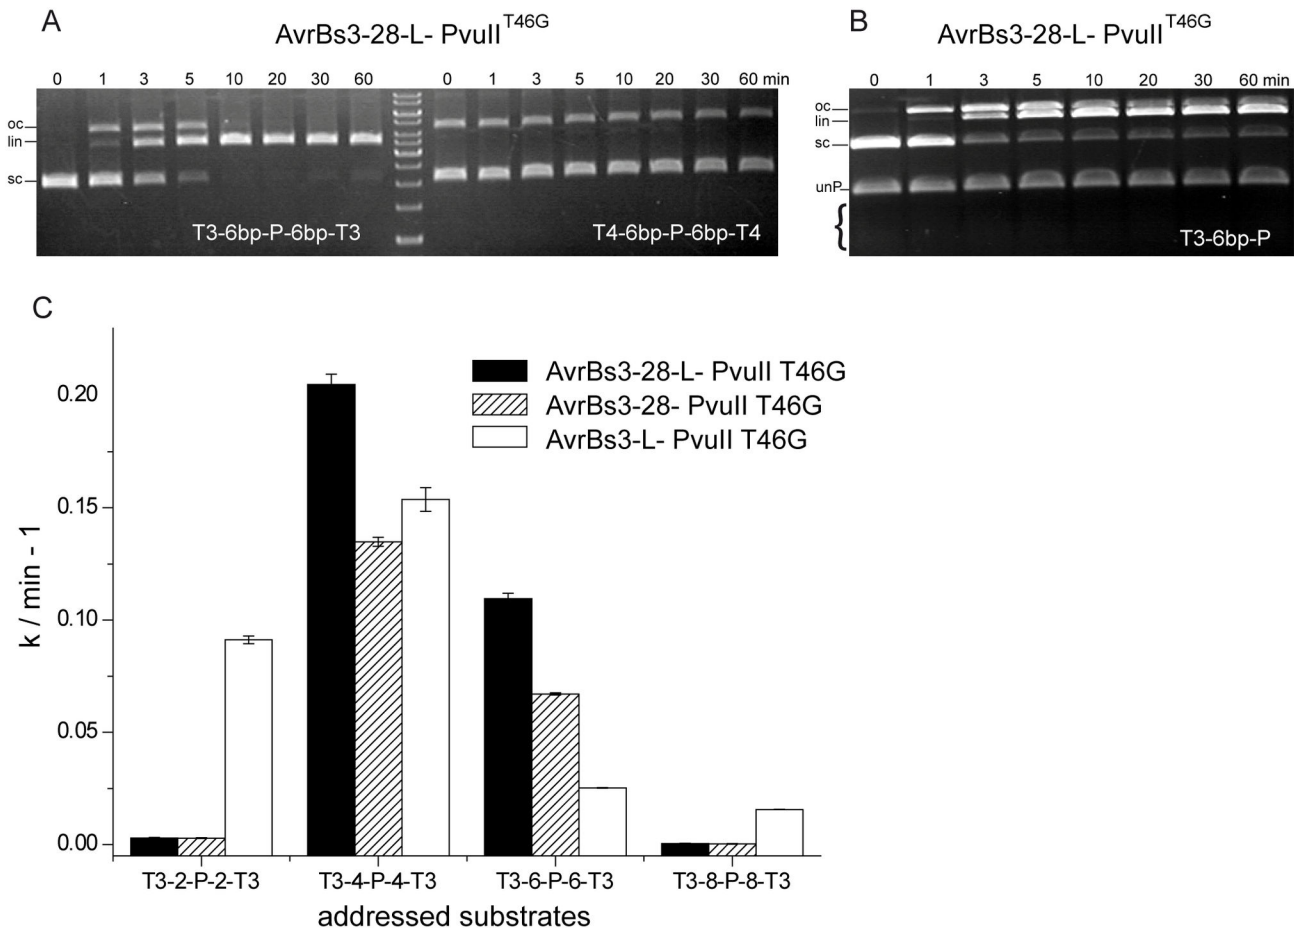 A
AvrBs3-28-L- PvuII T46G
0 1 3 5 10 20 30 60 0 1 3 5 10 20 30 60 min
oc
lin
sc
T3-6bp-P-6bp-T3
T4-6bp-P-6bp-T4
B
AvrBs3-28-L- PvuII T46G
0 1 3 5 10 20 30 60 min
oc
lin
sc
unP
{
T3-6bp-P
C
AvrBs3-28-L- PvuII T46G
AvrBs3-28- PvuII T46G
AvrBs3-L- PvuII T46G
0.20
0.15
0.10
0.05
0.00
k / min - 1
T3-2-P-2-T3 T3-4-P-4-T3 T3-6-P-6-T3 T3-8-P-8-T3
addressed substrates